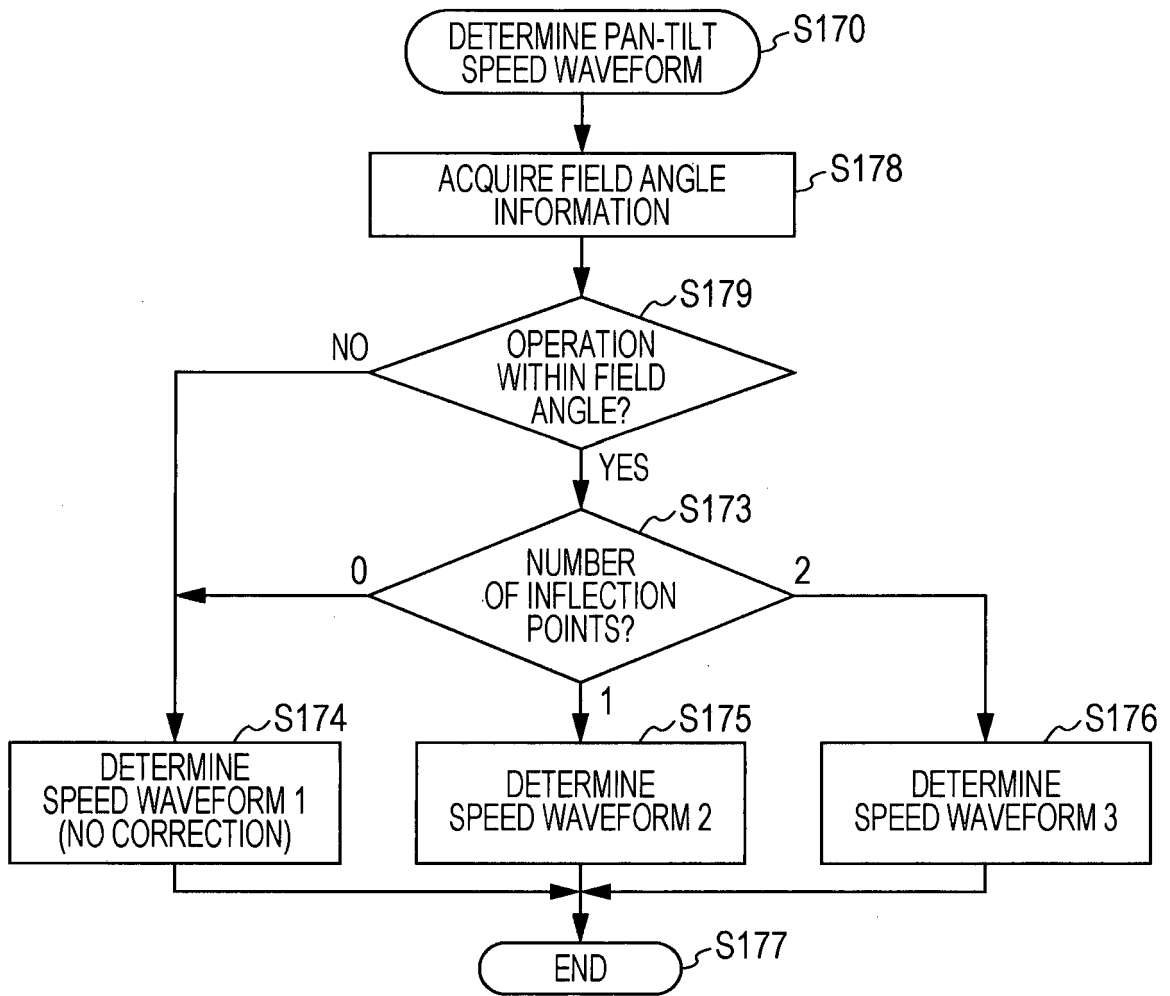 DETERMINE PAN-TILT
SPEED WAVEFORM
S170
ACQUIRE FIELD ANGLE
INFORMATION
S178
S179
NO
OPERATION
WITHIN FIELD
ANGLE?
YES
S173
0
NUMBER
OF INFLECTION
POINTS?
2
1
S174
DETERMINE
SPEED WAVEFORM 1
(NO CORRECTION)
S175
DETERMINE
SPEED WAVEFORM 2
S176
DETERMINE
SPEED WAVEFORM 3
END
S177